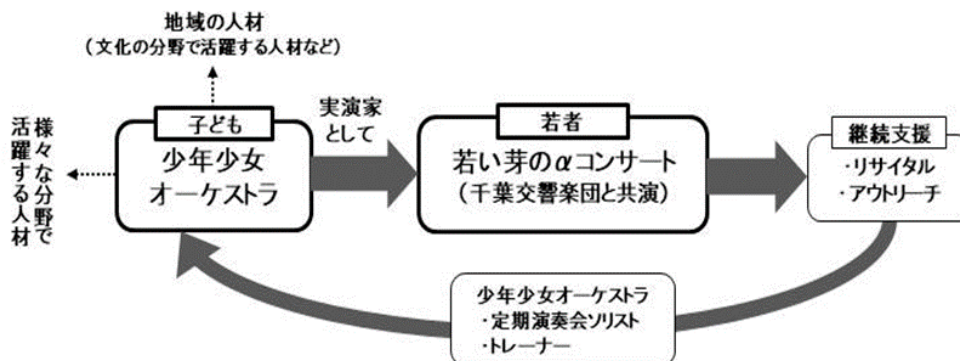 地域の人材
（文化の分野で活躍する人材など）
様々な分野で
活躍する人材
子ども
少年少女
オーケストラ
実演家
として
若者
若い芽のαコンサート
（千葉交響楽団と共演）
継続支援
・リサイタル
・アウトリーチ
少年少女オーケストラ
・定期演奏会ソリスト
・トレーナー